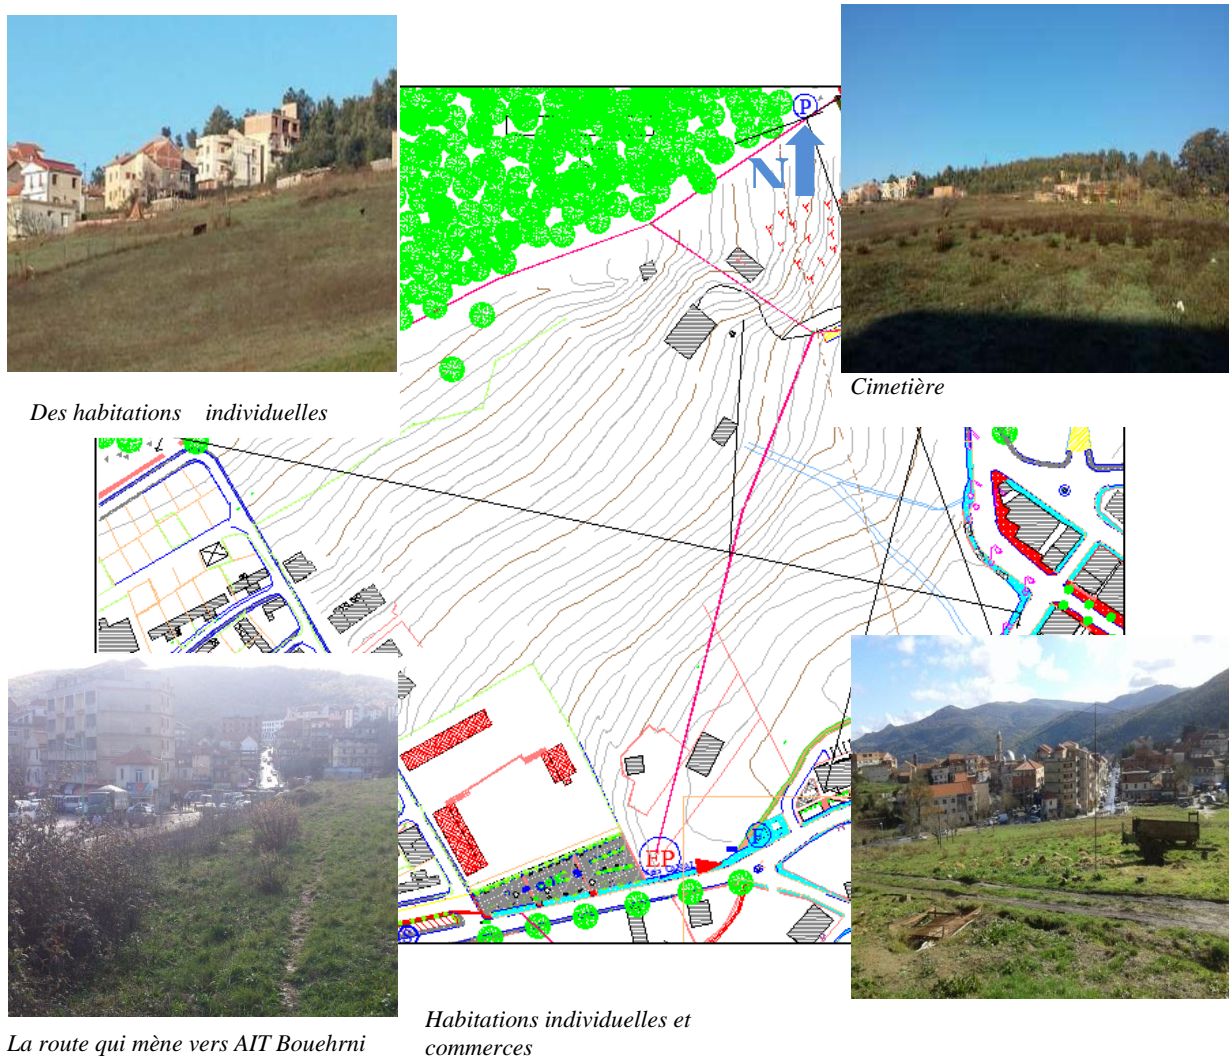 P
N
Cimetière
Des habitations individuelles
EP
F
La route qui mène vers AIT Bouehrni
Habitations individuelles et
commerces